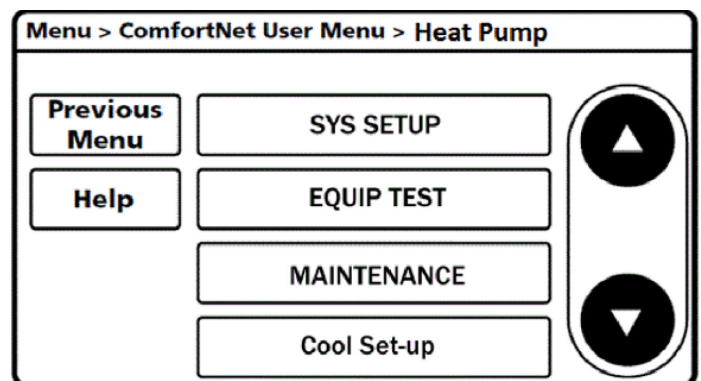 Menu > ComfortNet User Menu > Heat Pump
Previous
Menu
SYS SETUP
Help
EQUIP TEST
MAINTENANCE
Cool Set-up